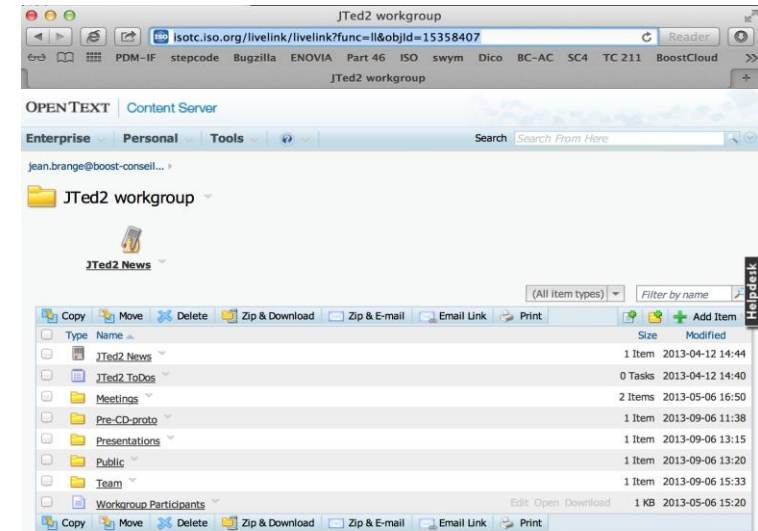 JTed2 workgroup
iso isotc.iso.org/livelink/livelink?func=ll&objId=15358407 Reader
PDM-IF stepcode Bugzilla ENOVIA Part 46 ISO swym Dico BC-AC SC4 TC 211 BoostCloud
JTed2 workgroup
OPENTEXT Content Server
Enterprise Personal Tools Search Search From Here
jean.brange@boost-conseil...
JTed2 workgroup
JTed2 News
Helpdesk
(All item types) Filter by name
Copy Move Delete Zip & Download Zip & E-mail Email Link Print Add Item
Type Name Size Modified
JTed2 News 1 Item 2013-04-12 14:44
JTed2 ToDos 0 Tasks 2013-04-12 14:40
Meetings 2 Items 2013-05-06 16:50
Pre-CD-proto 1 Item 2013-09-06 11:38
Presentations 1 Item 2013-09-06 13:15
Public 1 Item 2013-09-06 13:20
Team 1 Item 2013-09-06 15:33
Workgroup Participants Edit Open Download 1 KB 2013-05-06 15:20
Copy Move Delete Zip & Download Zip & E-mail Email Link Print